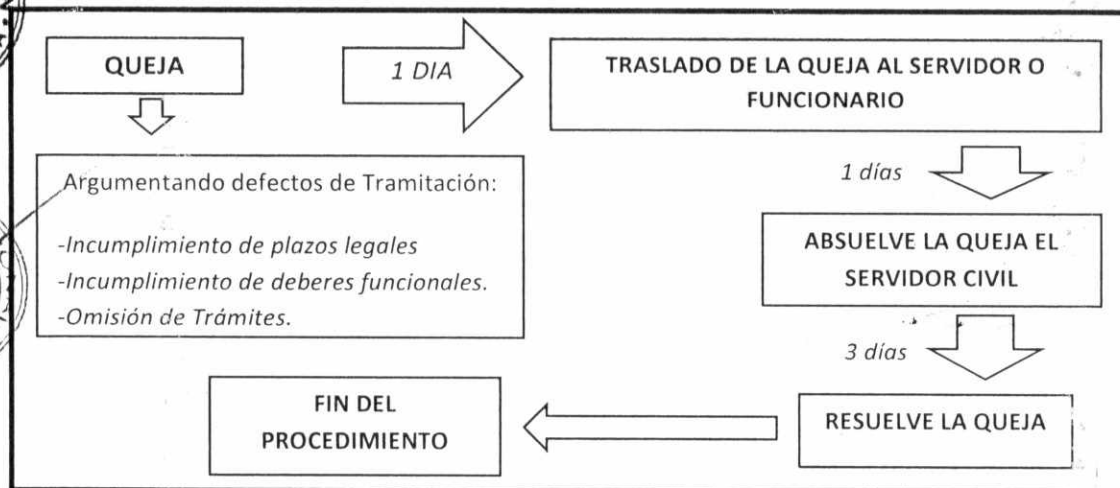 QUEJA
1 DIA
TRASLADO DE LA QUEJA AL SERVIDOR O
FUNCIONARIO
Argumentando defectos de Tramitación:
-Incumplimiento de plazos legales
-Incumplimiento de deberes funcionales.
-Omisión de Trámites.
1 días
ABSUELVE LA QUEJA EL
SERVIDOR CIVIL
3 días
RESUELVE LA QUEJA
FIN DEL
PROCEDIMIENTO